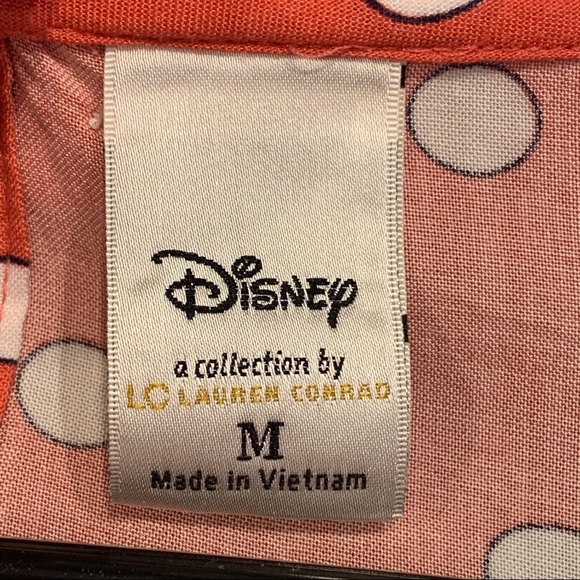 Disney
a collection by
LC LAUREN CONRAD
M
Made in Vietnam